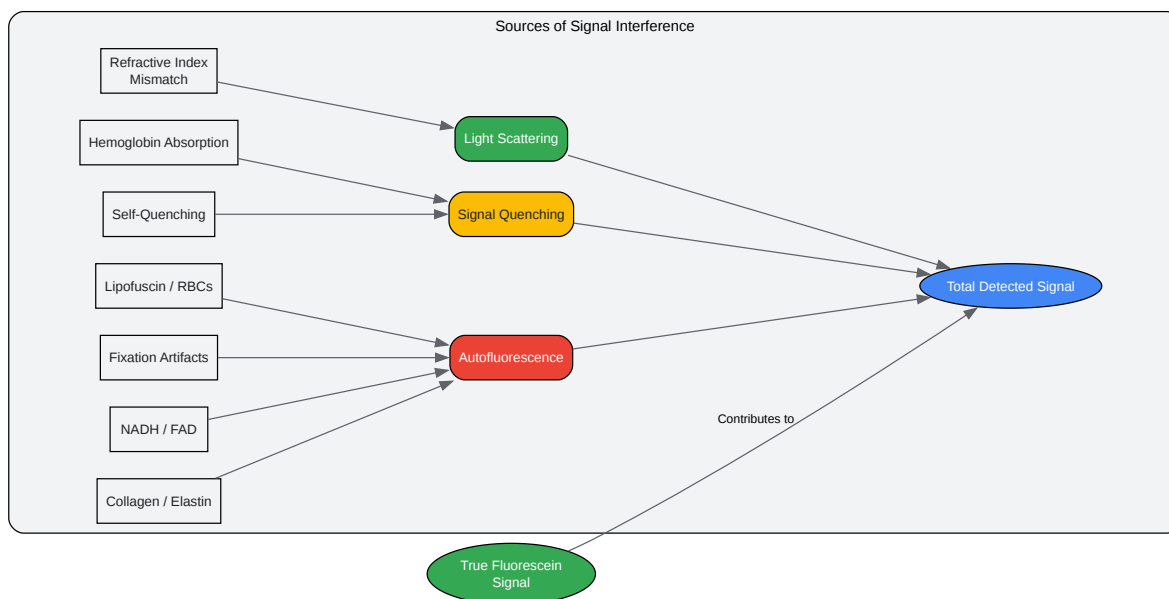 Sources of Signal Interference
Refractive Index
Mismatch
Hemoglobin Absorption
Light Scattering
Self-Quenching
Signal Quenching
Lipofuscin / RBCs
Total Detected Signal
Fixation Artifacts
Autofluorescence
NADH / FAD
Contributes to
Collagen / Elastin
True Fluorescein
Signal